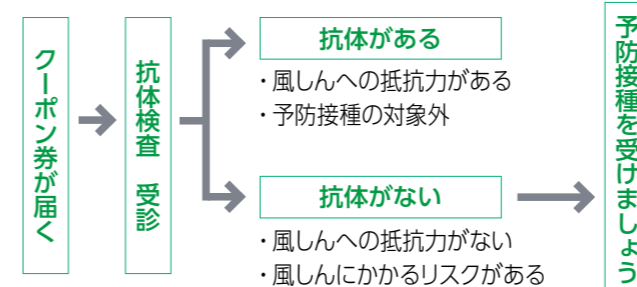 クーポン券が届く
抗体検査　受診
抗体がある
・風しんへの抵抗力がある
・予防接種の対象外
抗体がない
・風しんへの抵抗力がない
・風しんにかかるリスクがある
予防接種を受けましょう